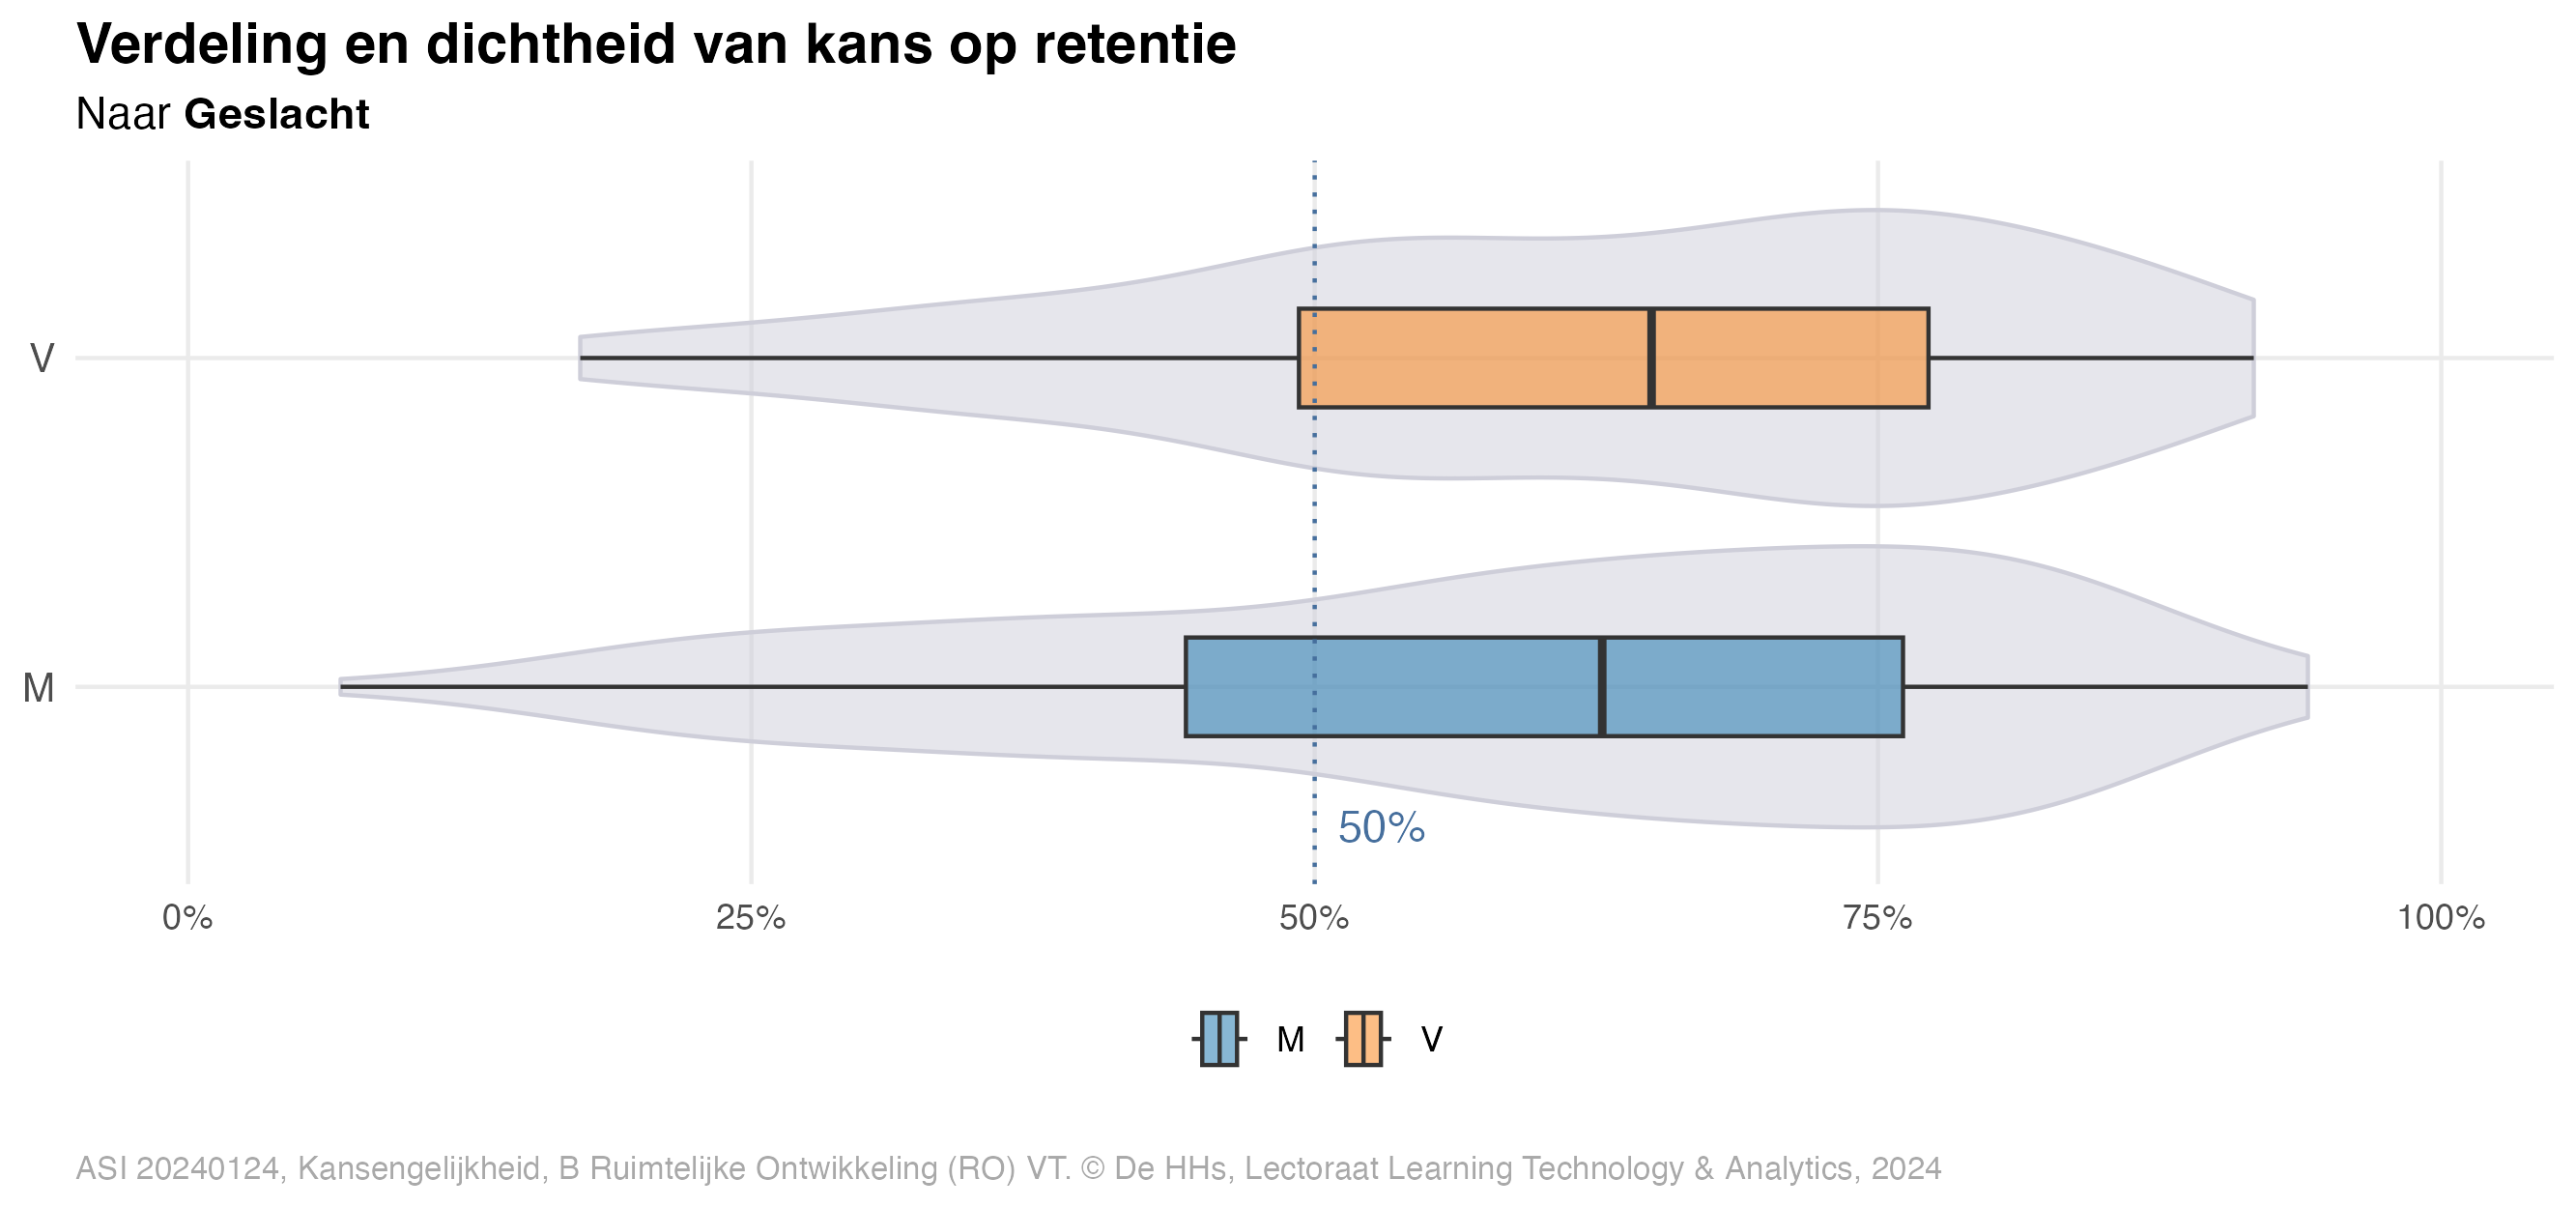 Verdeling en dichtheid van kans op retentie
Naar Geslacht
V
M
50%
0%
25%
50%
75%
100%
M
V
ASI 20240124, Kansengelijkheid, B Ruimtelijke Ontwikkeling (RO) VT. © De HHs, Lectoraat Learning Technology & Analytics, 2024